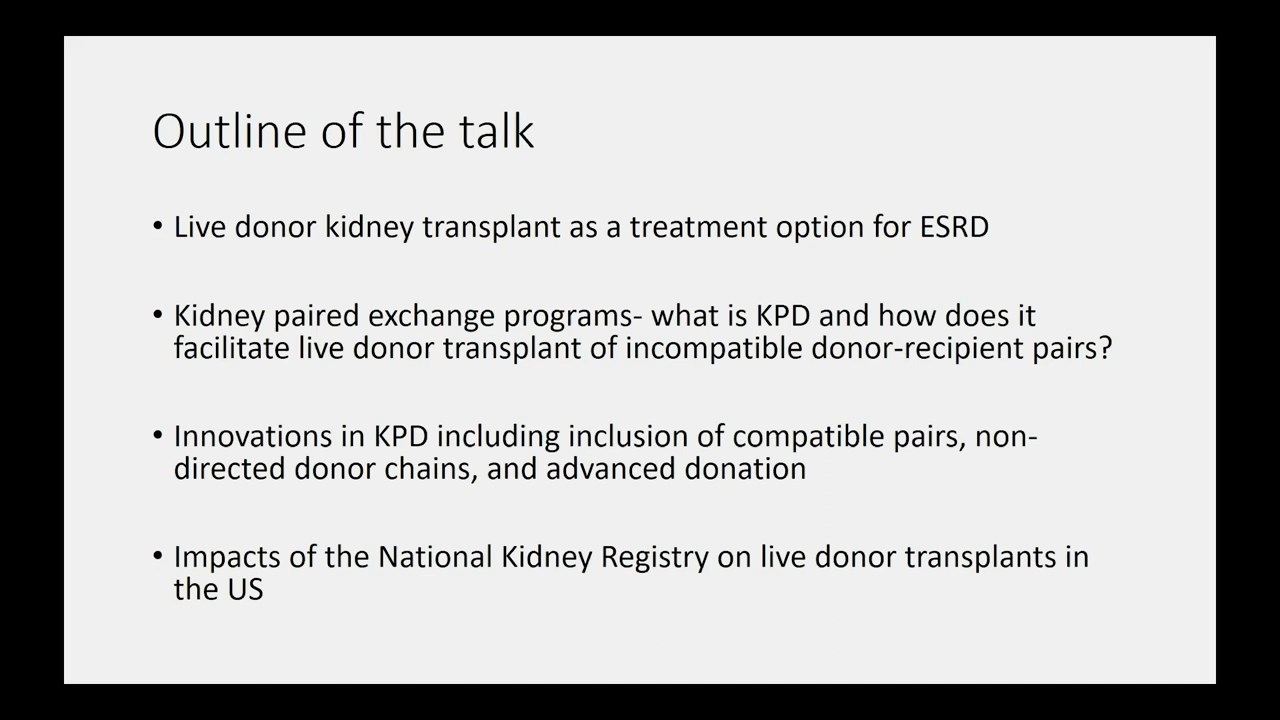 Outline of the talk
• Live donor kidney transplant as a treatment option for ESRD
• Kidney paired exchange programs- what is KPD and how does it
facilitate live donor transplant of incompatible donor-recipient pairs?
• Innovations in KPD including inclusion of compatible pairs, non-
directed donor chains, and advanced donation
• Impacts of the National Kidney Registry on live donor transplants in
the US